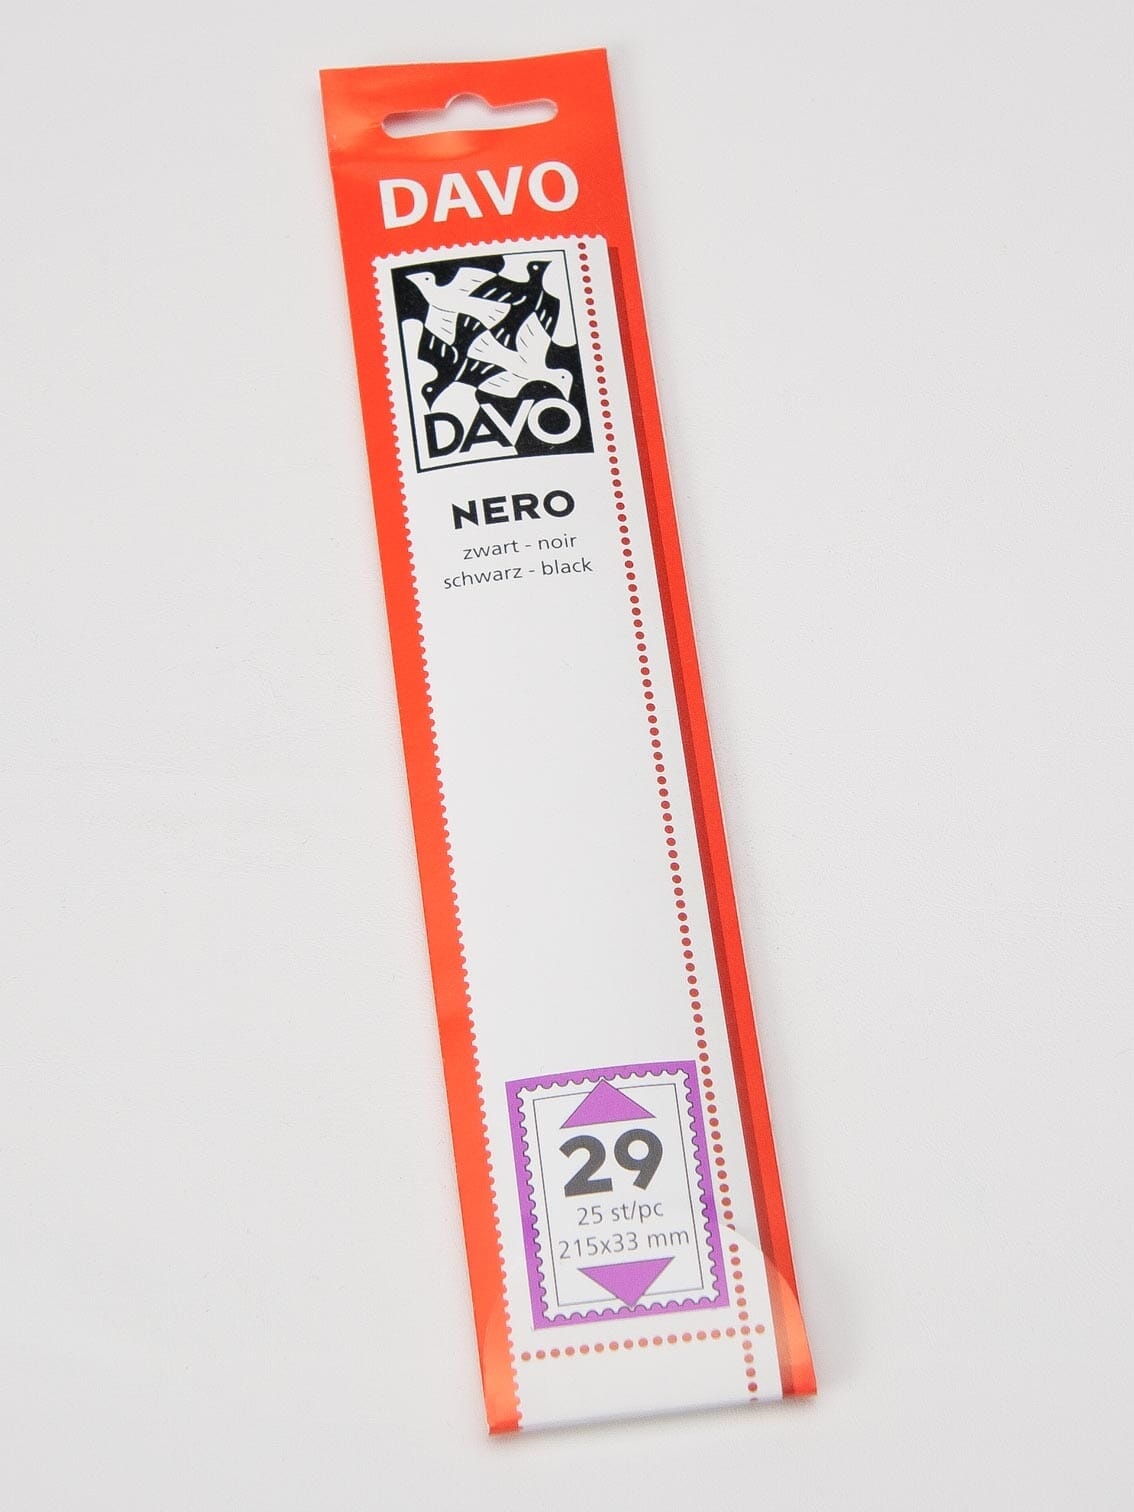 DAVO
DAVO
NERO
zwart - noir
schwarz - black
29
25 st/pc
215x33 mm